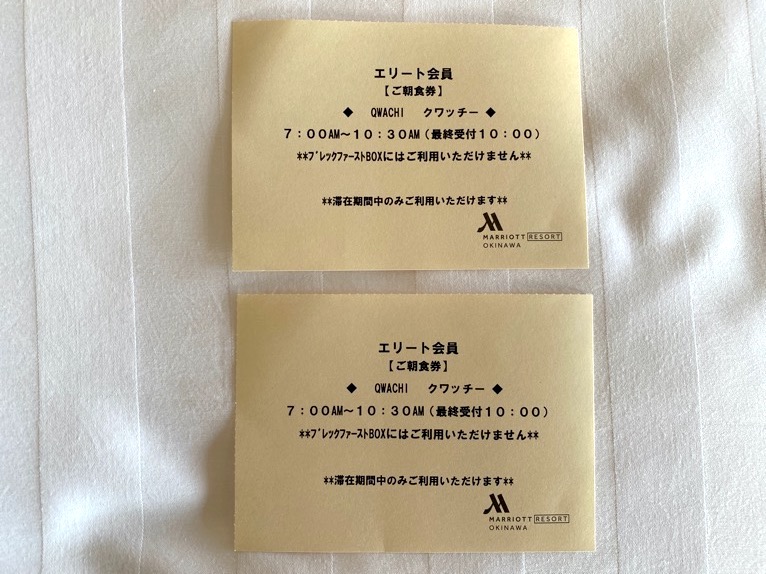 エリート会員
【ご朝食券】
◆ QWACHI クワッチー ◆
７：００AM～１０：３０AM（最終受付１０：００）
**ﾌﾞﾚｯｸﾌｧｰｽﾄBOXにはご利用いただけません**
**滞在期間中のみご利用いただけます**
MARRIOTT RESORT
OKINAWA
エリート会員
【ご朝食券】
◆ QWACHI クワッチー ◆
７：００AM～１０：３０AM（最終受付１０：００）
**ﾌﾞﾚｯｸﾌｧｰｽﾄBOXにはご利用いただけません**
**滞在期間中のみご利用いただけます**
MARRIOTT RESORT
OKINAWA